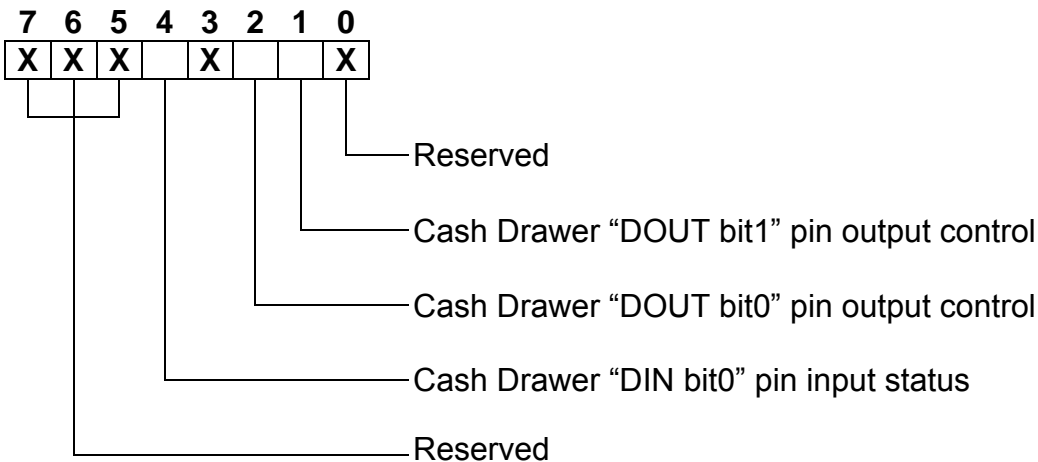 7 6 5 4 3 2 1 0
X X X X X
Reserved
Cash Drawer “DOUT bit1” pin output control
Cash Drawer “DOUT bit0” pin output control
Cash Drawer “DIN bit0” pin input status
Reserved